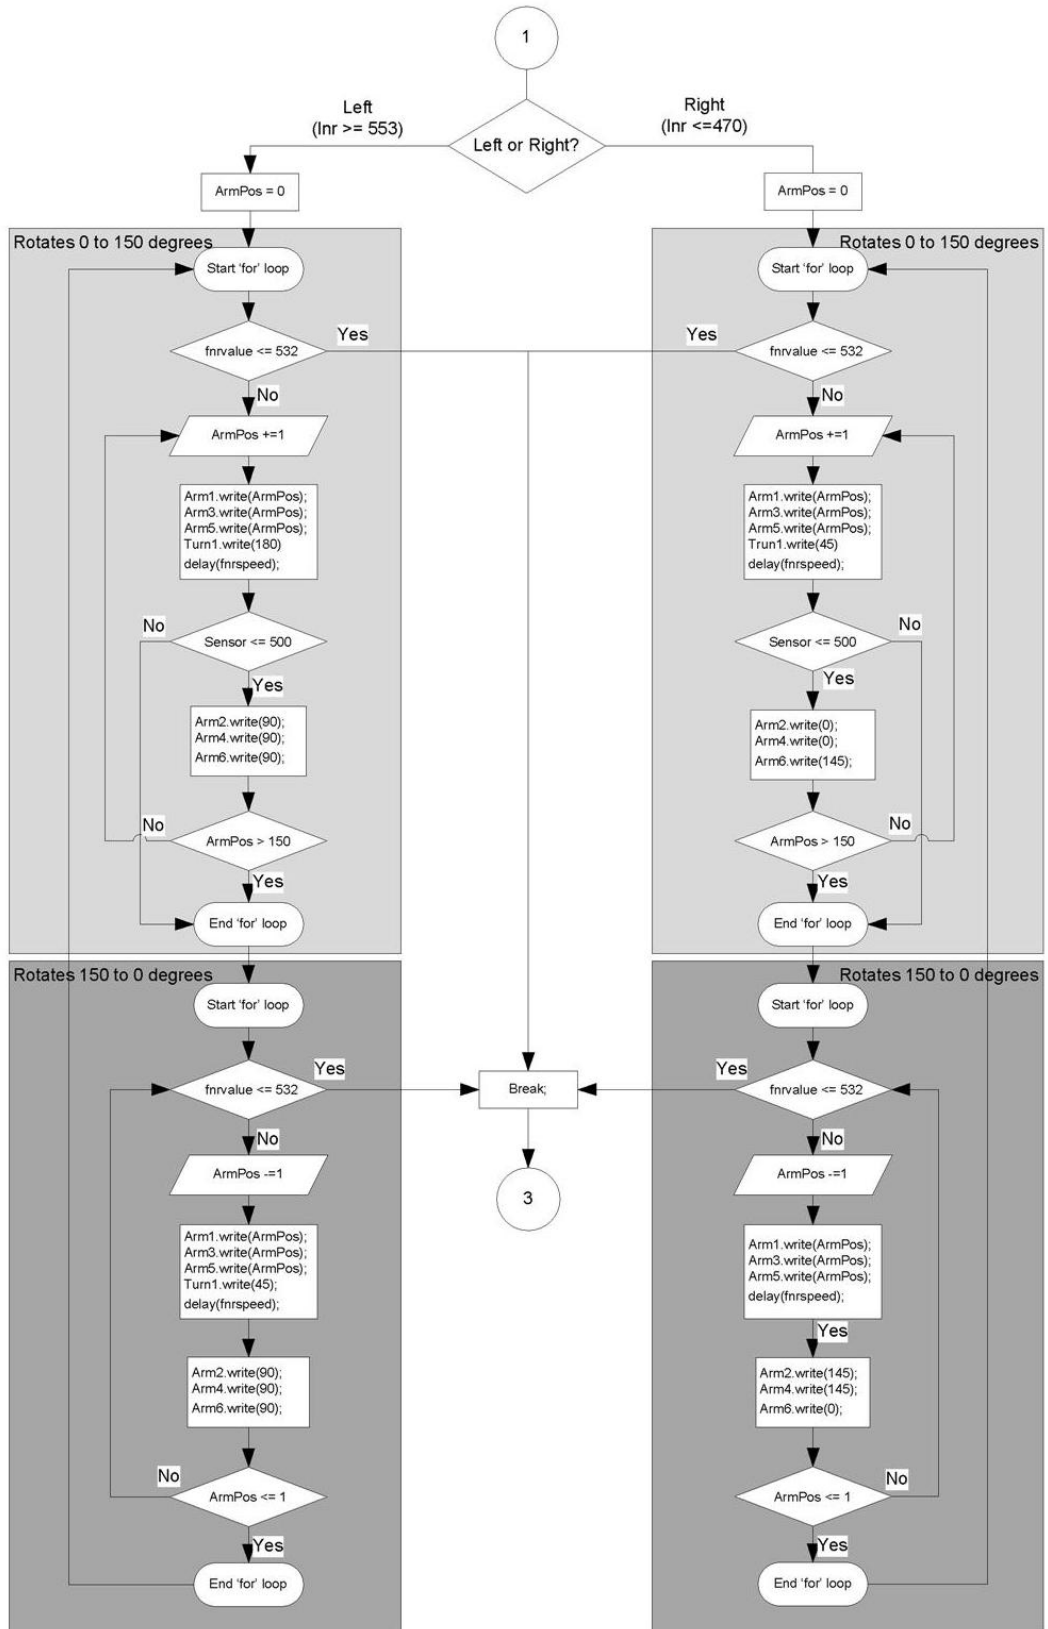 1
Left
(lnr >= 553)
Right
(lnr <=470)
Left or Right?
ArmPos = 0
Rotates 0 to 150 degrees
Start ‘for’ loop
fnrvalue <= 532
Yes
No
ArmPos +=1
Arm1.write(ArmPos);
Arm3.write(ArmPos);
Arm5.write(ArmPos);
Turn1.write(180)
delay(fnrspeed);
Sensor <= 500
No
Yes
Arm2.write(90);
Arm4.write(90);
Arm6.write(90);
ArmPos > 150
No
Yes
End ‘for’ loop
Rotates 150 to 0 degrees
Start ‘for’ loop
fnrvalue <= 532
Yes
No
ArmPos -=1
Arm1.write(ArmPos);
Arm3.write(ArmPos);
Arm5.write(ArmPos);
Turn1.write(45);
delay(fnrspeed);
Arm2.write(90);
Arm4.write(90);
Arm6.write(90);
No
ArmPos <= 1
Yes
End ‘for’ loop
Break;
3
ArmPos = 0
Rotates 0 to 150 degrees
Start ‘for’ loop
Yes
fnrvalue <= 532
No
ArmPos +=1
Arm1.write(ArmPos);
Arm3.write(ArmPos);
Arm5.write(ArmPos);
Trun1.write(45)
delay(fnrspeed);
Sensor <= 500
No
Yes
Arm2.write(0);
Arm4.write(0);
Arm6.write(145);
ArmPos > 150
No
Yes
End ‘for’ loop
Rotates 150 to 0 degrees
Start ‘for’ loop
Yes
fnrvalue <= 532
No
ArmPos -=1
Arm1.write(ArmPos);
Arm3.write(ArmPos);
Arm5.write(ArmPos);
delay(fnrspeed);
Yes
Arm2.write(145);
Arm4.write(145);
Arm6.write(0);
ArmPos <= 1
No
Yes
End ‘for’ loop